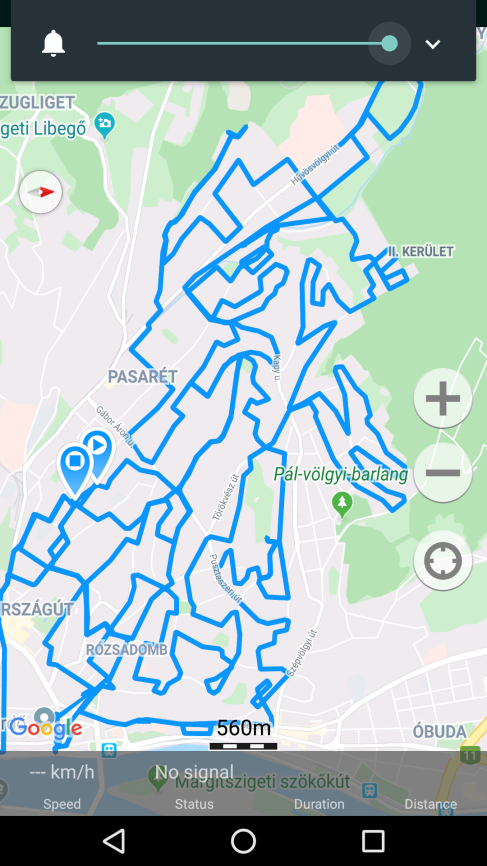 ZUGLIGET
geti Libegő
Hűvösvölgyi út
II. KERÜLET
PASARÉT
Kapy u.
Gábor Áron u.
Pál-völgyi-barlang
Törökvész út
Pusztaszeri út
RSZÁGÚT
RÓZSADOMB
Szépvölgyi út
Google
560m
ÓBUDA
11
--- km/h
No signal
Margitszigeti szökőkút
Speed
Status
Duration
Distance